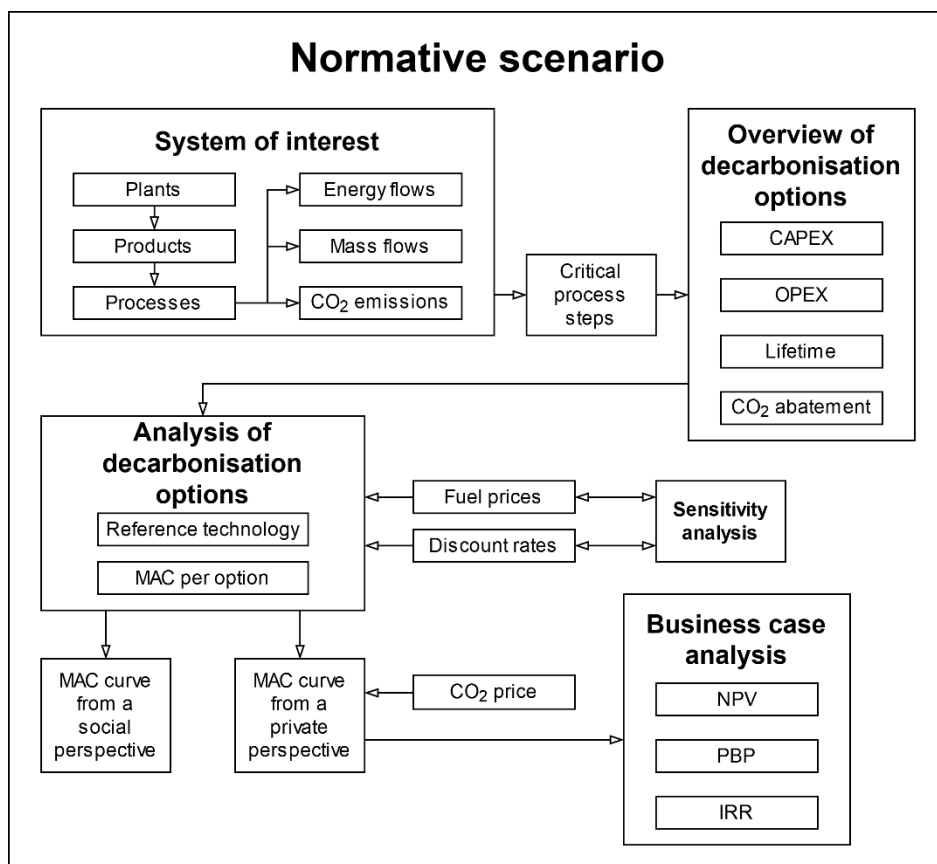 Normative scenario
System of interest
Plants
Products
Processes
Energy flows
Mass flows
CO₂ emissions
Critical
process
steps
Overview of
decarbonisation
options
CAPEX
OPEX
Lifetime
CO₂ abatement
Analysis of
decarbonisation
options
Reference technology
MAC per option
Fuel prices
Discount rates
Sensitivity
analysis
MAC curve
from a
social
perspective
MAC curve
from a
private
perspective
CO₂ price
Business case
analysis
NPV
PBP
IRR